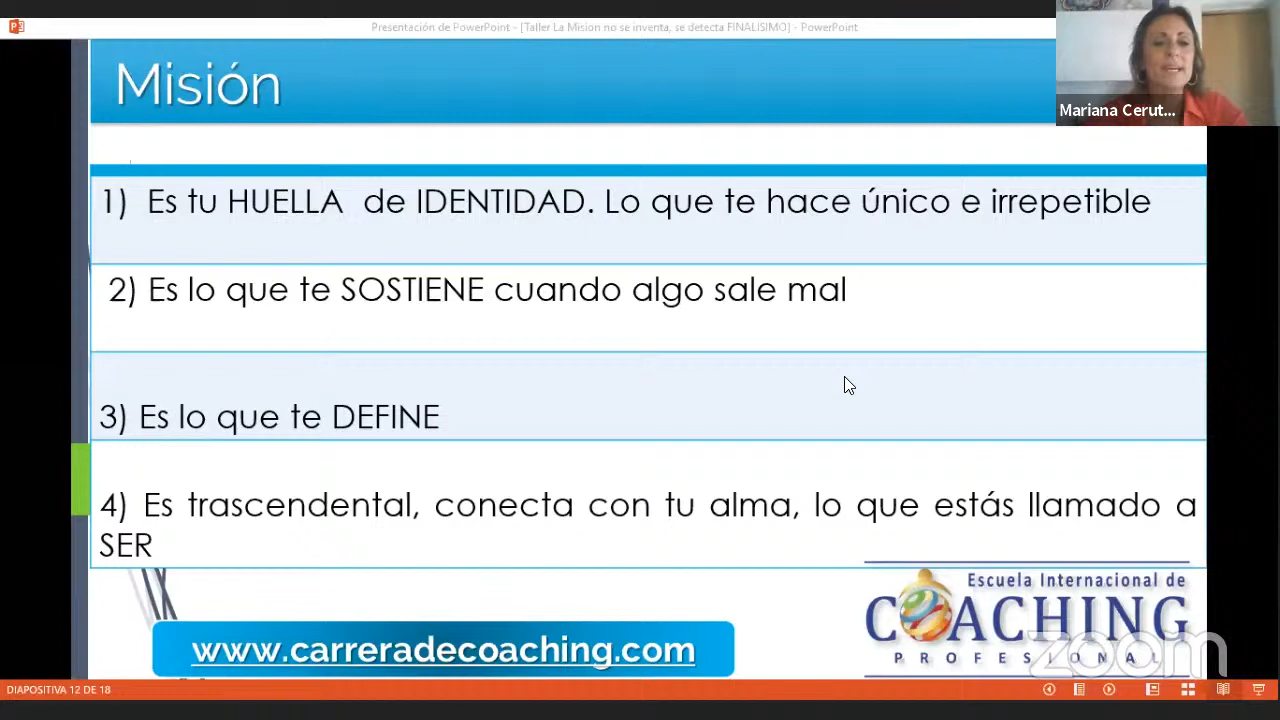 Presentación de PowerPoint - [Taller La Mision no se inventa, se detecta FINALISIMO] - PowerPoint
Misión
Mariana Cerut...
1) Es tu HUELLA de IDENTIDAD. Lo que te hace único e irrepetible
2) Es lo que te SOSTIENE cuando algo sale mal
3) Es lo que te DEFINE
4) Es trascendental, conecta con tu alma, lo que estás llamado a
SER
Escuela Internacional de
COACHING
PROFESIONAL
www.carreradecoaching.com
zoom
DIAPOSITIVA 12 DE 18